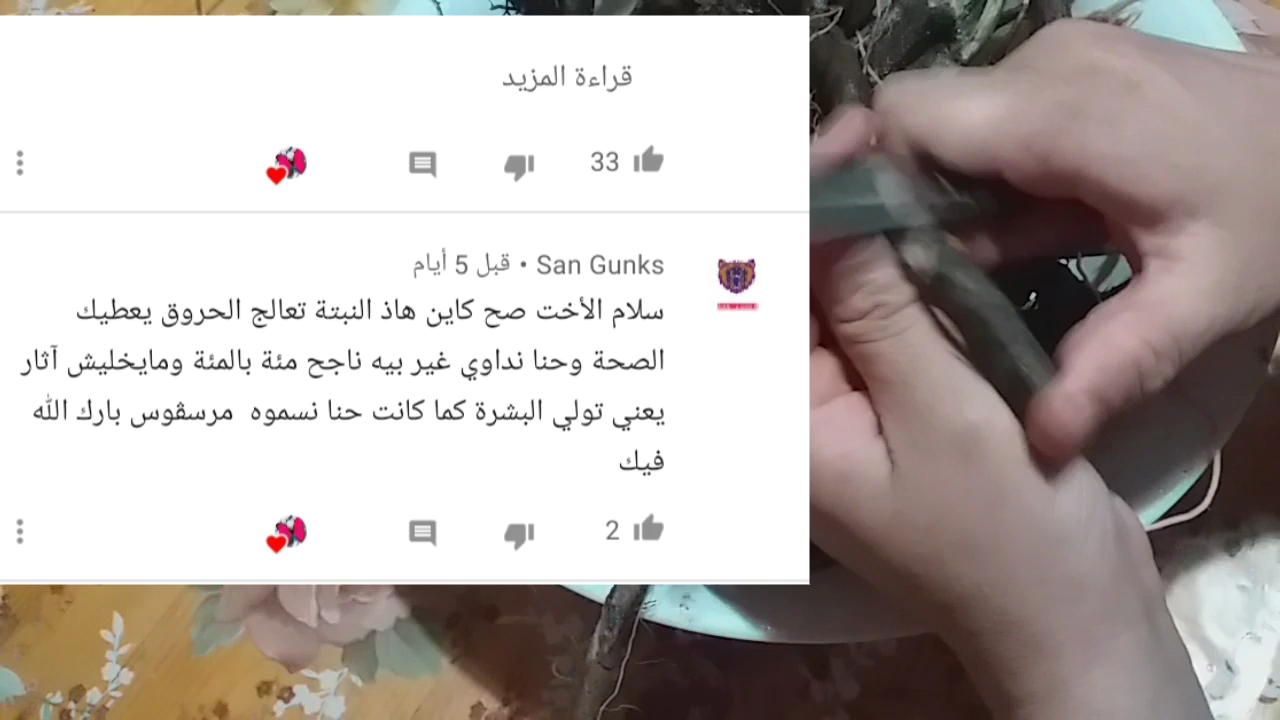 قراءة المزيد
33
San Gunks • قبل 5 أيام
سلام الأخت صح كاين هاذ النبتة تعالج الحروق يعطيك
الصحة وحنا نداوي غير بيه ناجح مئة بالمئة ومايخليش آثار
يعني تولي البشرة كما كانت حنا نسموه مرسڨوس بارك الله
فيك
2